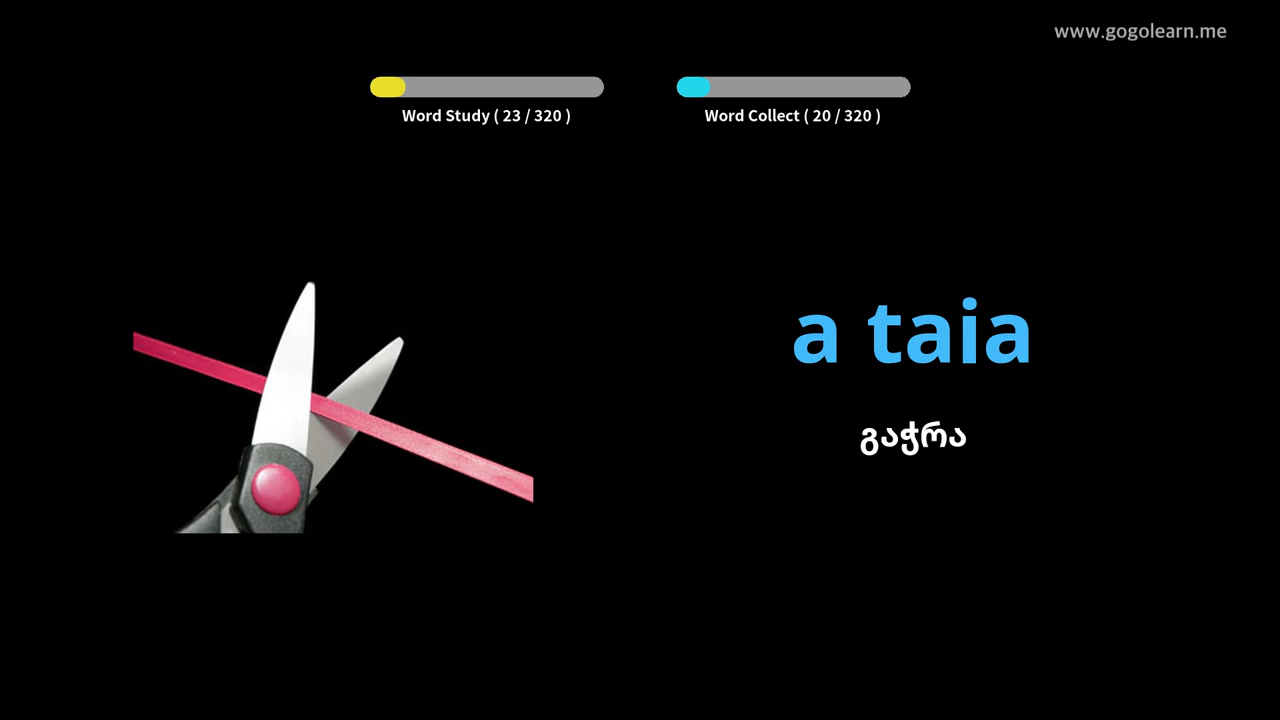 www.gogolearn.me
Word Study ( 23 / 320 )
Word Collect ( 20 / 320 )
a taia
გაჭრა